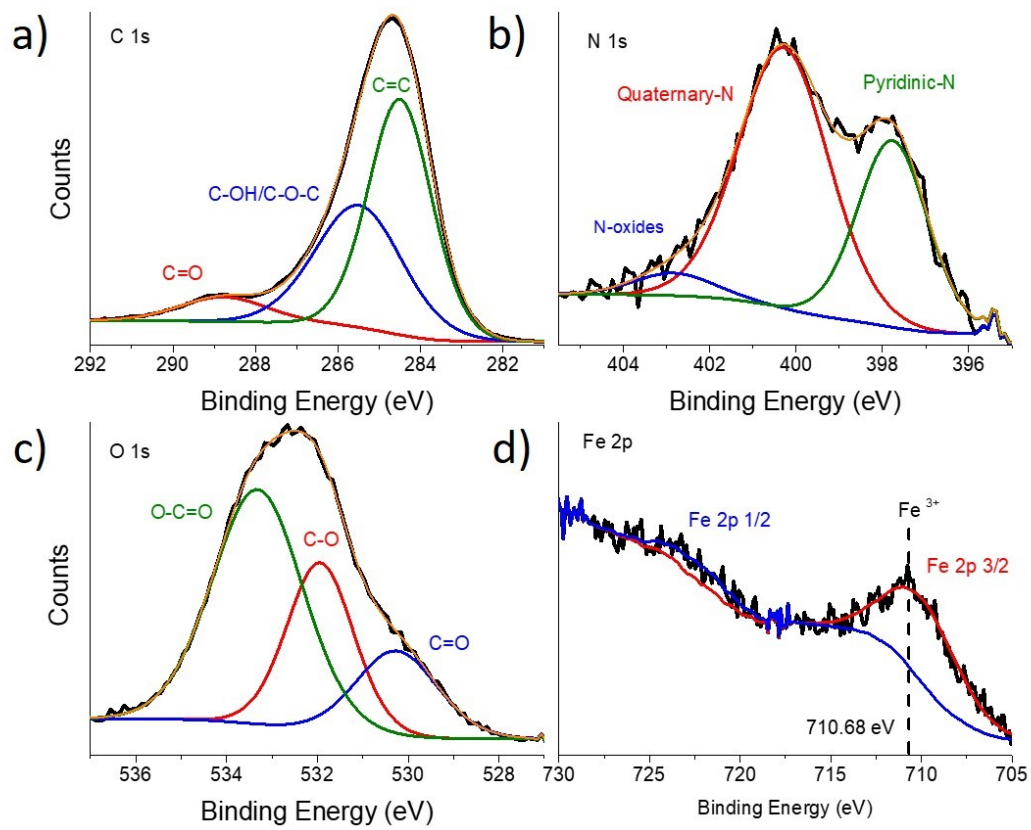 a)
C 1s
C=C
C-OH/C-O-C
C=O
Counts
292 290 288 286 284 282
Binding Energy (eV)
b)
N 1s
Quaternary-N
Pyridinic-N
N-oxides
404 402 400 398 396
Binding Energy (eV)
c)
O 1s
O-C=O
C-O
C=O
Counts
536 534 532 530
Binding Energy (eV)
d)
Fe 2p
Fe 2p 1/2
Fe 3+
Fe 2p 3/2
710.68 eV
730 725 720 715 710 705
Binding Energy (eV)